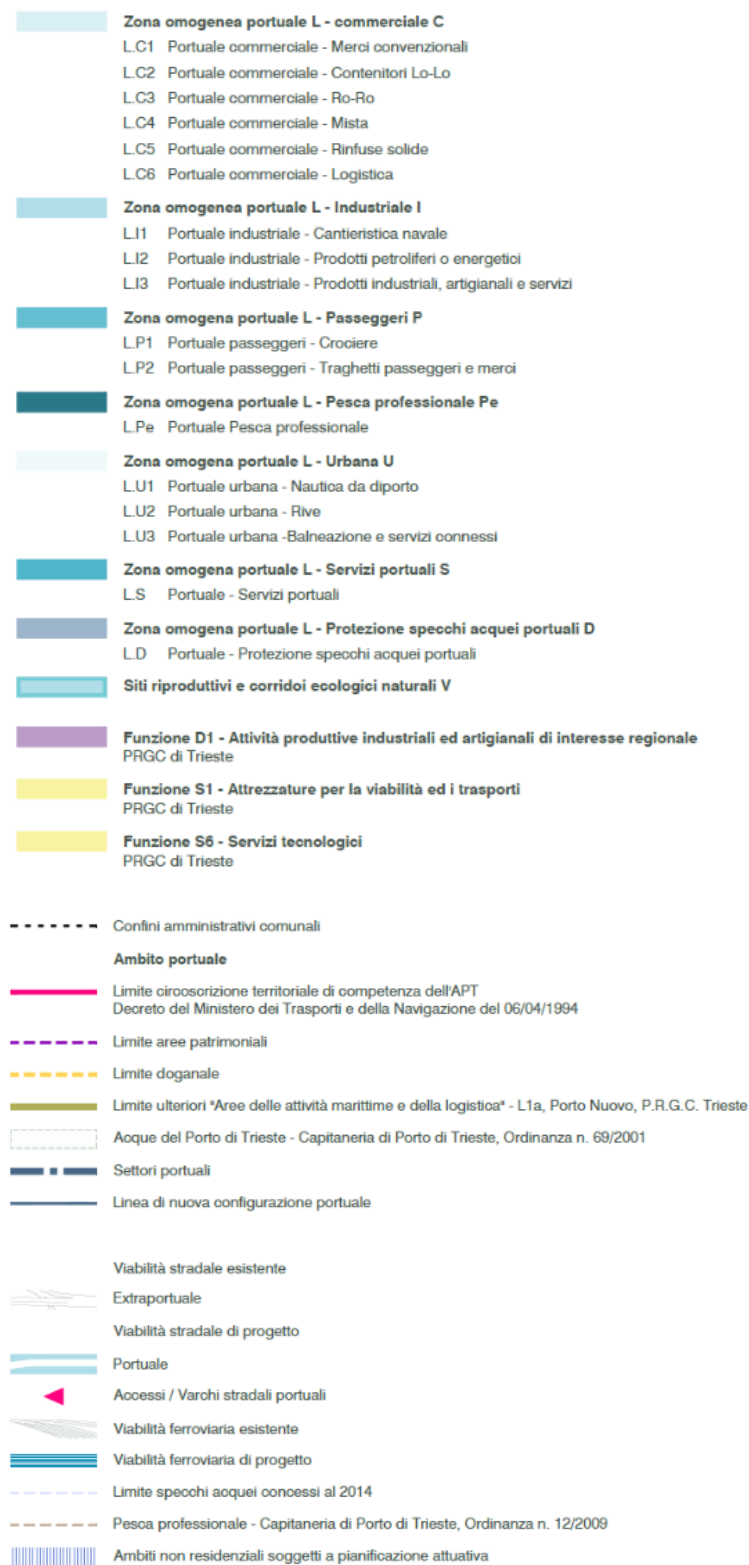 Zona omogenea portuale L - commerciale C
L.C1 Portuale commerciale - Merci convenzionali
L.C2 Portuale commerciale - Contenitori Lo-Lo
L.C3 Portuale commerciale - Ro-Ro
L.C4 Portuale commerciale - Mista
L.C5 Portuale commerciale - Rinfuse solide
L.C6 Portuale commerciale - Logistica
Zona omogenea portuale L - Industriale I
L.I1 Portuale industriale - Cantieristica navale
L.I2 Portuale industriale - Prodotti petroliferi o energetici
L.I3 Portuale industriale - Prodotti industriali, artigianali e servizi
Zona omogena portuale L - Passeggeri P
L.P1 Portuale passeggeri - Crociere
L.P2 Portuale passeggeri - Traghetti passeggeri e merci
Zona omogena portuale L - Pesca professionale Pe
L.Pe Portuale Pesca professionale
Zona omogena portuale L - Urbana U
L.U1 Portuale urbana - Nautica da diporto
L.U2 Portuale urbana - Rive
L.U3 Portuale urbana -Balneazione e servizi connessi
Zona omogena portuale L - Servizi portuali S
L.S Portuale - Servizi portuali
Zona omogena portuale L - Protezione specchi acquei portuali D
L.D Portuale - Protezione specchi acquei portuali
Siti riproduttivi e corridoi ecologici naturali V
Funzione D1 - Attività produttive industriali ed artigianali di interesse regionale
PRGC di Trieste
Funzione S1 - Attrezzature per la viabilità ed i trasporti
PRGC di Trieste
Funzione S6 - Servizi tecnologici
PRGC di Trieste
Confini amministrativi comunali
Ambito portuale
Limite circoscrizione territoriale di competenza dell'APT
Decreto del Ministero dei Trasporti e della Navigazione del 06/04/1994
Limite aree patrimoniali
Limite doganale
Limite ulteriori "Aree delle attività marittime e della logistica" - L1a, Porto Nuovo, P.R.G.C. Trieste
Acque del Porto di Trieste - Capitaneria di Porto di Trieste, Ordinanza n. 69/2001
Settori portuali
Linea di nuova configurazione portuale
Viabilità stradale esistente
Extraportuale
Viabilità stradale di progetto
Portuale
Accessi / Varchi stradali portuali
Viabilità ferroviaria esistente
Viabilità ferroviaria di progetto
Limite specchi acquei concessi al 2014
Pesca professionale - Capitaneria di Porto di Trieste, Ordinanza n. 12/2009
Ambiti non residenziali soggetti a pianificazione attuativa